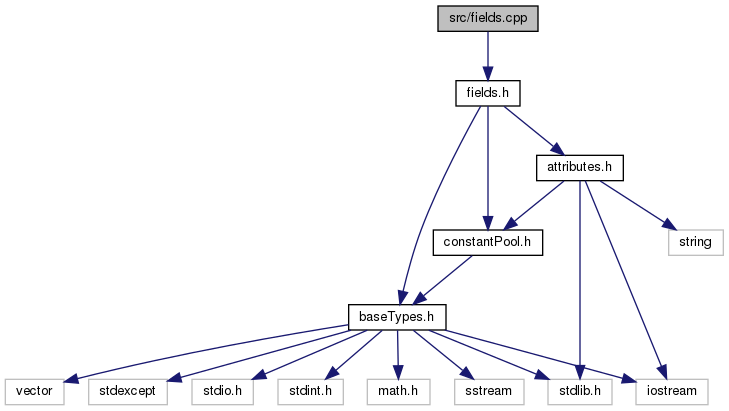 src/fields.cpp
fields.h
attributes.h
constantPool.h
string
baseTypes.h
vector
stdexcept
stdio.h
stdint.h
math.h
sstream
stdlib.h
iostream